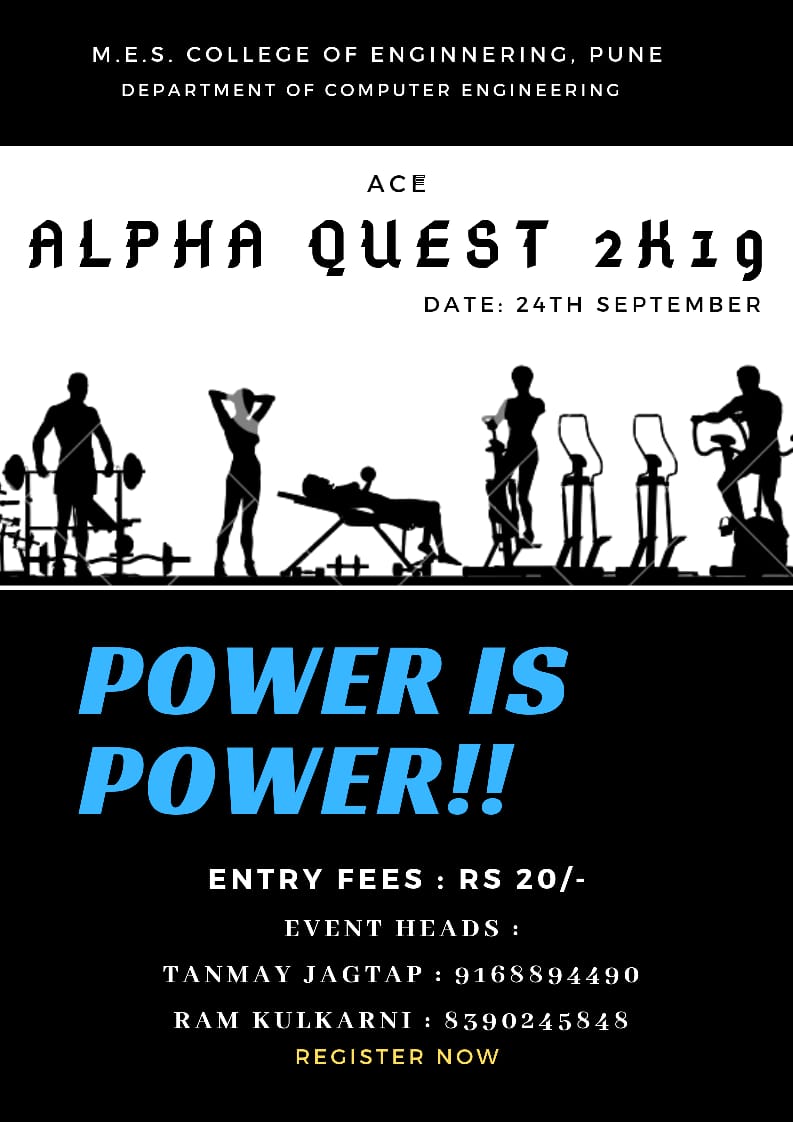 M.E.S. COLLEGE OF ENGINNERING, PUNE
DEPARTMENT OF COMPUTER ENGINEERING
ACE
ALPHA QUEST 2K19
DATE: 24TH SEPTEMBER
POWER IS
POWER!!
ENTRY FEES : RS 20/-
EVENT HEADS :
TANMAY JAGTAP : 9168894490
RAM KULKARNI : 8390245848
REGISTER NOW